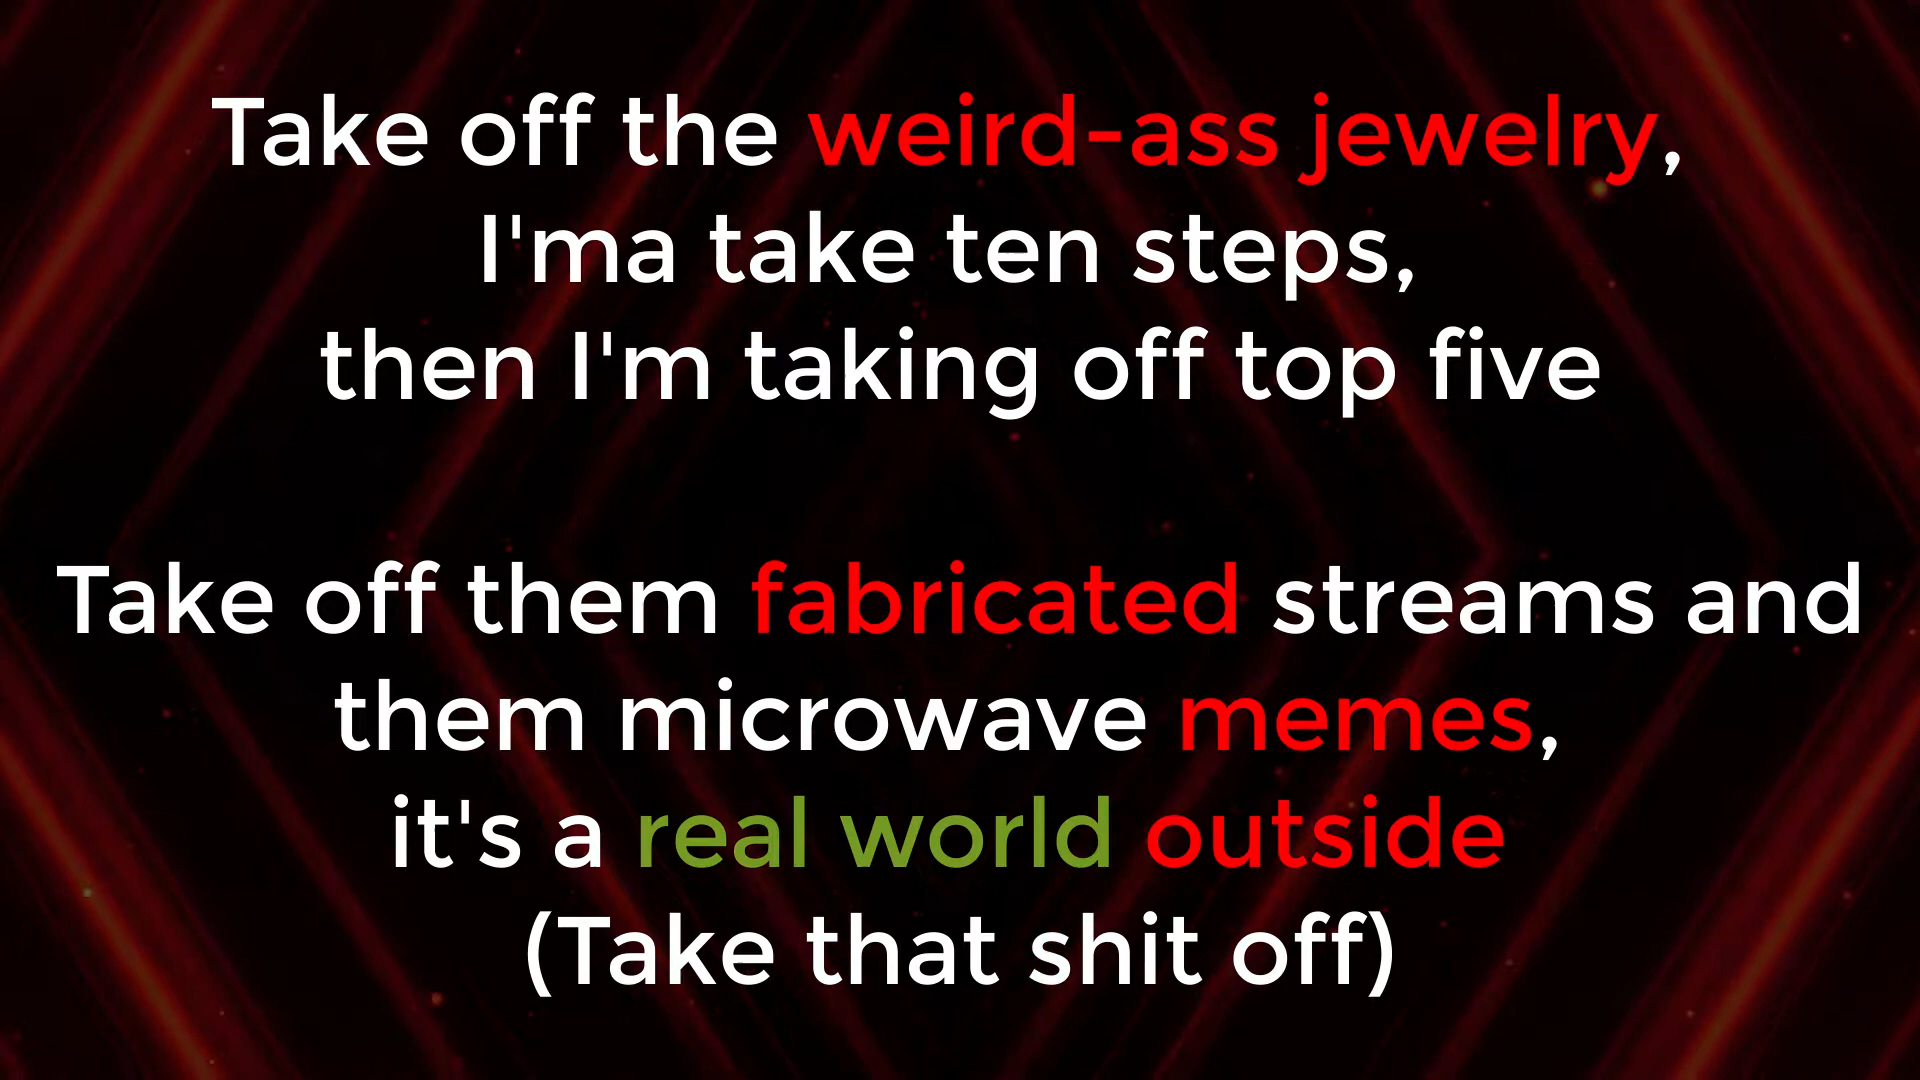 Take off the weird-ass jewelry,
I'ma take ten steps,
then I'm taking off top five
Take off them fabricated streams and
them microwave memes,
it's a real world outside
(Take that shit off)